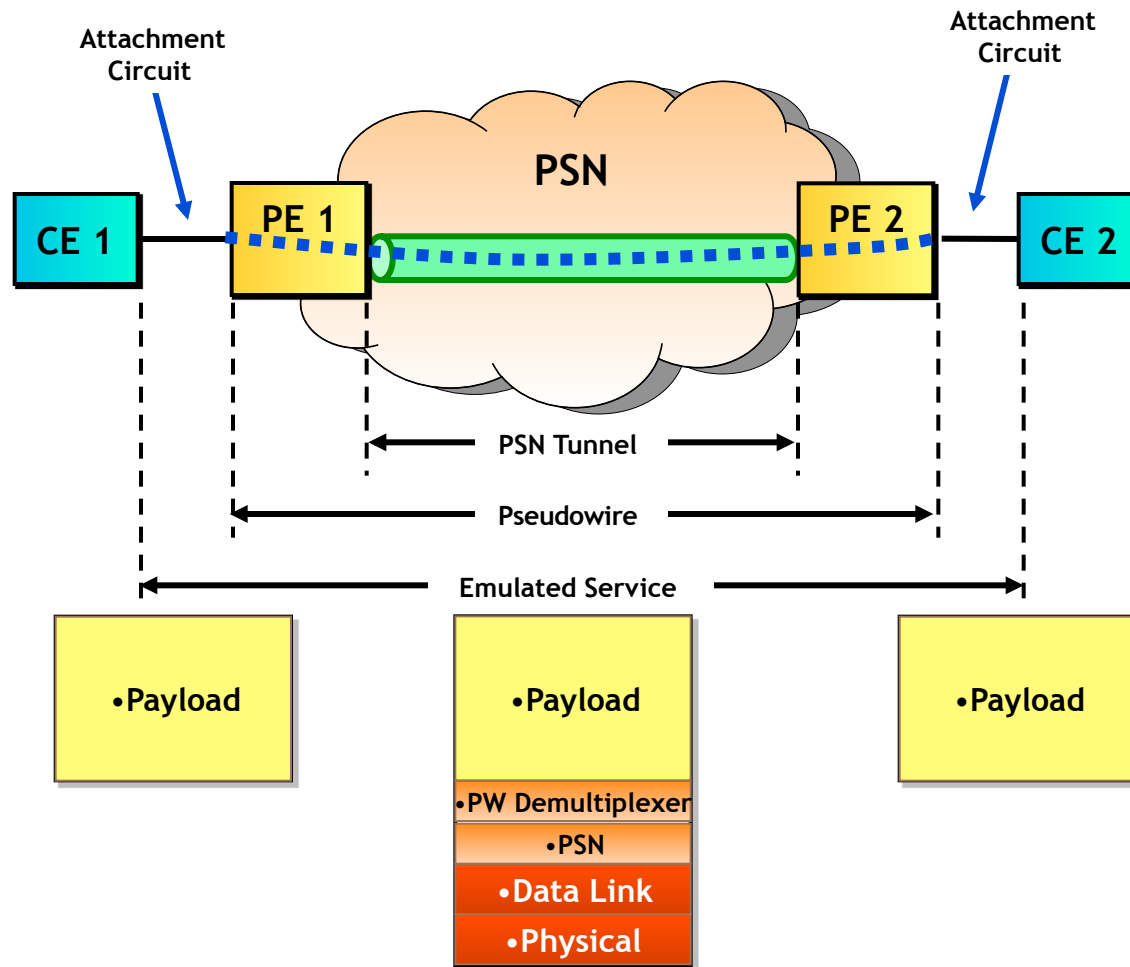 Attachment
Circuit
Attachment
Circuit
PSN
CE 1
PE 1
PE 2
CE 2
PSN Tunnel
Pseudowire
Emulated Service
•Payload
•Payload
•Payload
•PW Demultiplexer
•PSN
•Data Link
•Physical